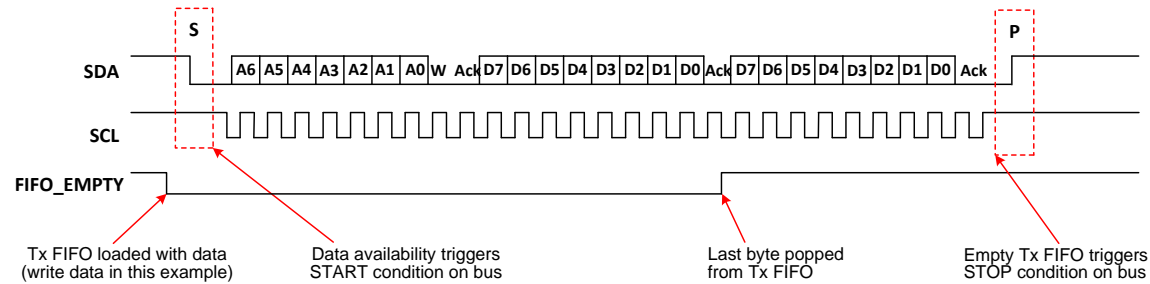 S P
SDA A6 A5 A4 A3 A2 A1 A0 W Ack D7 D6 D5 D4 D3 D2 D1 D0 Ack D7 D6 D5 D4 D3 D2 D1 D0 Ack
SCL
FIFO_EMPTY
Tx FIFO loaded with data
(write data in this example)
Data availability triggers
START condition on bus
Last byte popped
from Tx FIFO
Empty Tx FIFO triggers
STOP condition on bus